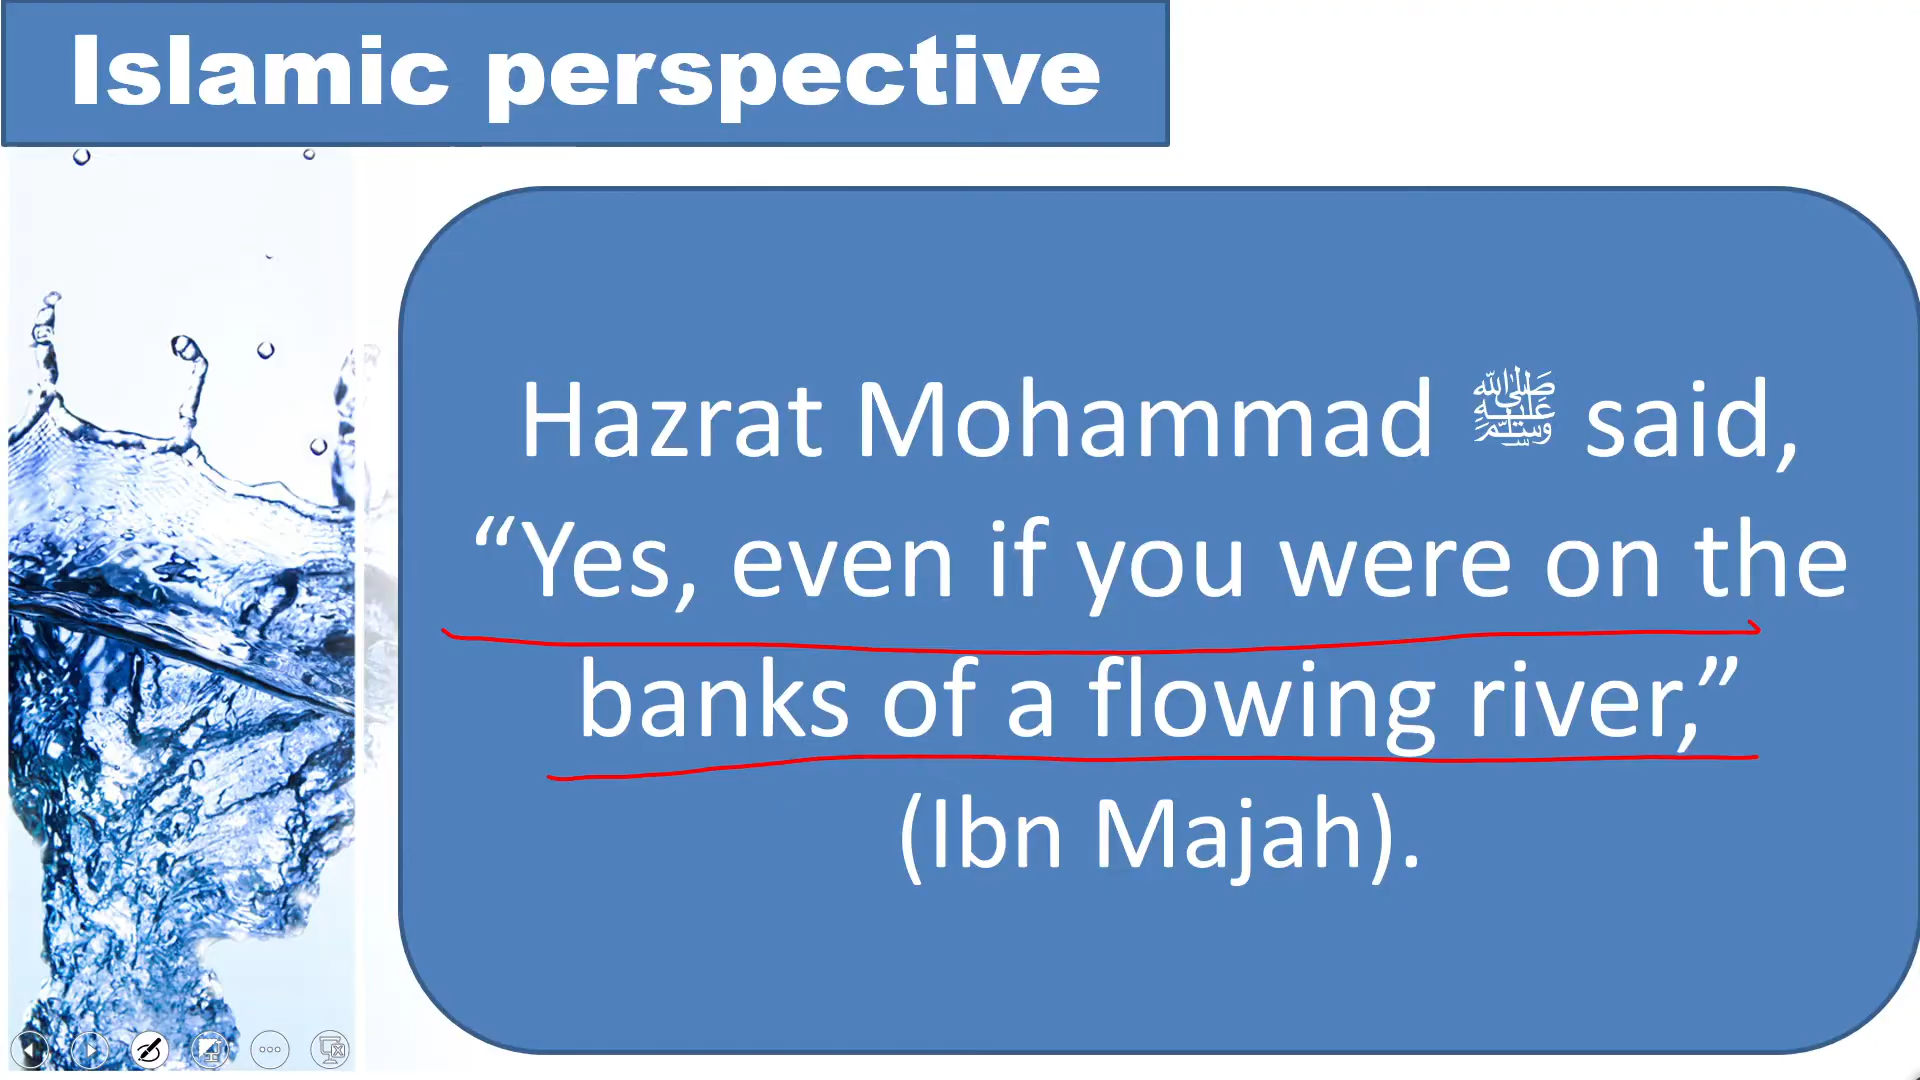 Islamic perspective
Hazrat Mohammad ﷺ said,
“Yes, even if you were on the
banks of a flowing river,”
(Ibn Majah).